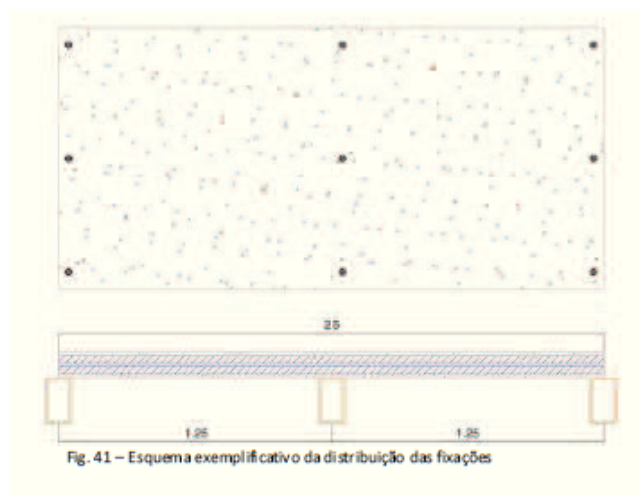 2.5
1.25 1.25
Fig. 41 – Esquema exemplificativo da distribuição das fixações